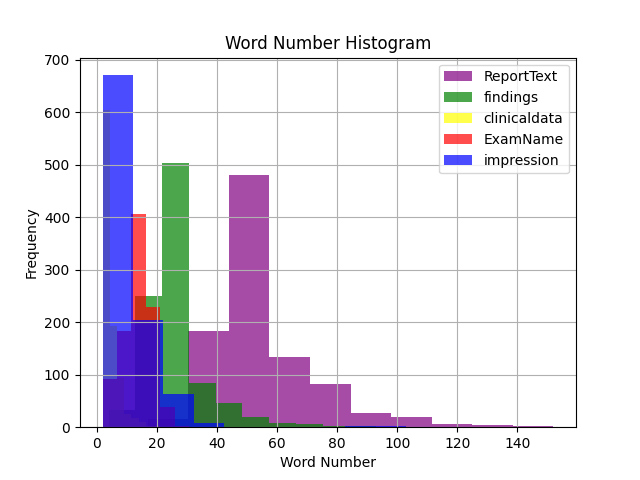 Word Number Histogram
ReportText
findings
clinicaldata
ExamName
impression
Frequency
700
600
500
400
300
200
100
0
0 20 40 60 80 100 120 140
Word Number